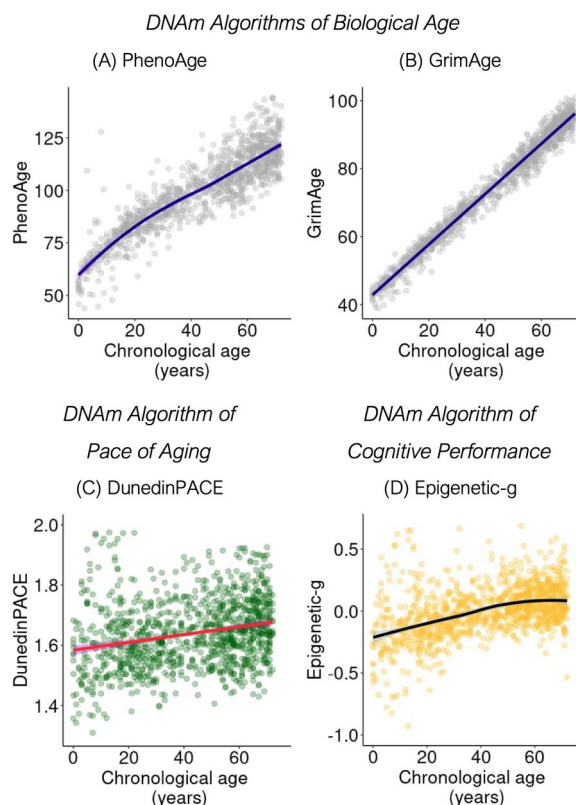 DNAm Algorithms of Biological Age
(A) PhenoAge
(B) GrimAge
PhenoAge
125
100
75
50
0
20
40
60
Chronological age
(years)
GrimAge
100
80
60
40
0
20
40
60
Chronological age
(years)
DNAm Algorithm of
Pace of Aging
(C) DunedinPACE
DNAm Algorithm of
Cognitive Performance
(D) Epigenetic-g
DunedinPACE
2.0
1.8
1.6
1.4
0
20
40
60
Chronological age
(years)
Epigenetic-g
0.5
0.0
-0.5
-1.0
0
20
40
60
Chronological age
(years)